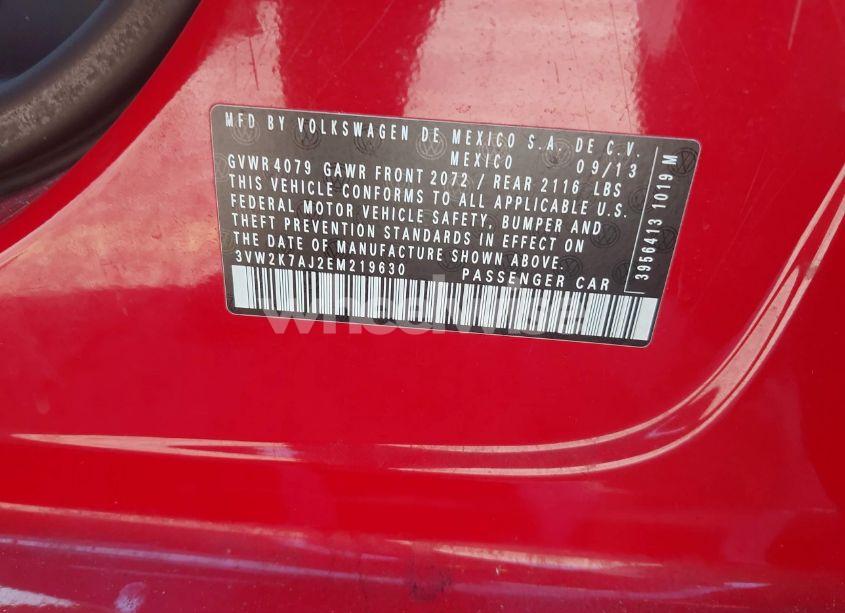 MFD BY VOLKSWAGEN DE MEXICO S.A. DE C.V.
MEXICO 09/13
GVWR 4079 GAWR FRONT 2072 / REAR 2116 LBS
THIS VEHICLE CONFORMS TO ALL APPLICABLE U.S.
FEDERAL MOTOR VEHICLE SAFETY, BUMPER AND
THEFT PREVENTION STANDARDS IN EFFECT ON
THE DATE OF MANUFACTURE SHOWN ABOVE.
3VW2K7AJ2EM219630 PASSENGER CAR
3956413 1019 M
wheelwise